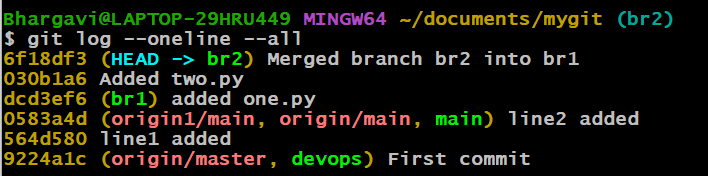 Bhargavi@LAPTOP-29HRU449 MINGW64 ~/documents/mygit (br2)
$ git log --oneline --all
6f18df3 (HEAD -> br2) Merged branch br2 into br1
030b1a6 Added two.py
dcd3ef6 (br1) added one.py
0583a4d (origin1/main, origin/main, main) line2 added
564d580 line1 added
9224a1c (origin/master, devops) First commit